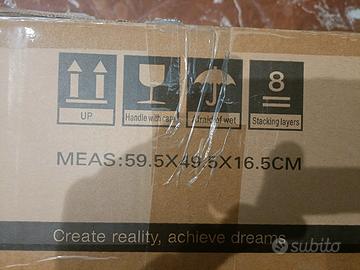 8
UP Handle with care Afraid of wet Stacking layers
MEAS:59.5X49.5X16.5CM
Create reality, achieve dreams
subito